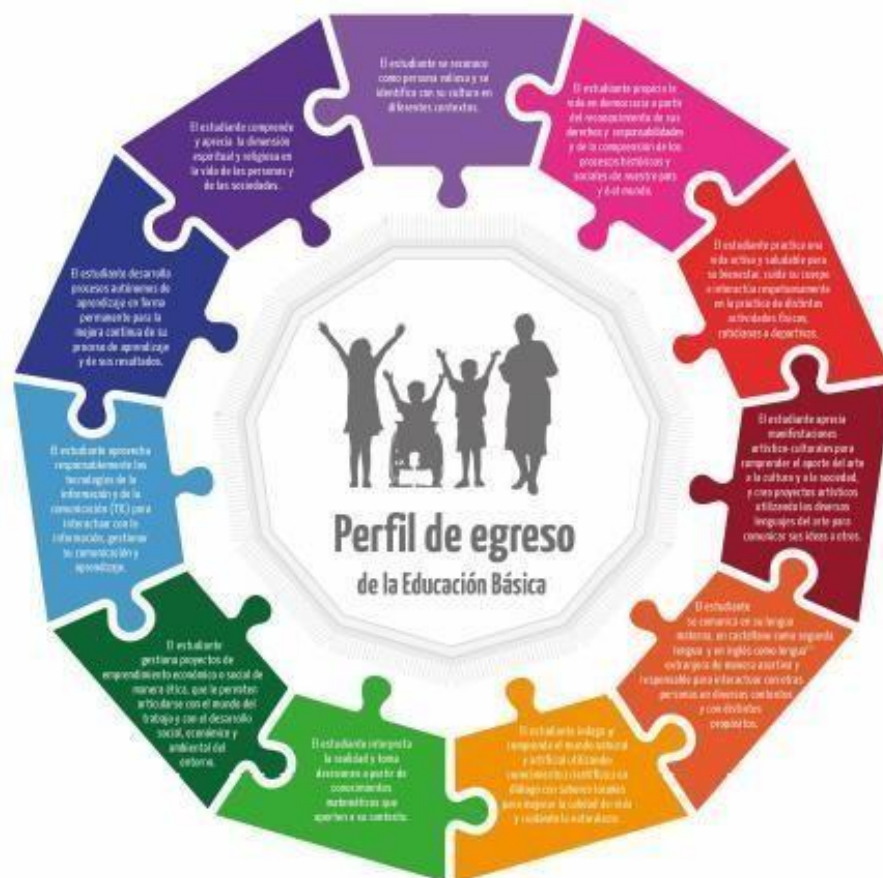 El estudiante se reconoce
como persona valiosa y se
identifica con su cultura en
diferentes contextos.
El estudiante propicia la
vida en democracia a partir
del reconocimiento de sus
derechos y responsabilidades
y de la comprensión de los
procesos históricos y
sociales de nuestro país
y del mundo.
El estudiante practica una
vida activa y saludable para
su bienestar, cuida su cuerpo
e interactúa respetuosamente
en la práctica de distintas
actividades físicas,
cotidianas o deportivas.
El estudiante aprecia
manifestaciones
artístico-culturales para
comprender el aporte del arte
a la cultura y a la sociedad,
y crea proyectos artísticos
utilizando los diversos
lenguajes del arte para
comunicar sus ideas a otros.
El estudiante
se comunica en su lengua
materna, en castellano como segunda
lengua y en inglés como lengua
extranjera de manera asertiva y
responsable para interactuar con otras
personas en diversos contextos
y con distintos
propósitos.
El estudiante indaga y
comprende el mundo natural
y artificial utilizando
conocimientos científicos en
diálogo con saberes locales
para mejorar la calidad de vida
y cuidando la naturaleza.
El estudiante interpreta
la realidad y toma
decisiones a partir de
conocimientos
matemáticos que
aporten a su contexto.
El estudiante
gestiona proyectos de
emprendimiento económico o social de
manera ética, que le permiten
articularse con el mundo del
trabajo y con el desarrollo
social, económico y
ambiental del
entorno.
El estudiante aprovecha
responsablemente las
tecnologías de la
información y de la
comunicación (TIC) para
interactuar con la
información, gestionar
su comunicación y
aprendizaje.
El estudiante desarrolla
procesos autónomos de
aprendizaje en forma
permanente para la
mejora continua de su
proceso de aprendizaje
y de sus resultados.
El estudiante comprende
y aprecia la dimensión
espiritual y religiosa en
la vida de las personas y
de las sociedades.
Perfil de egreso
de la Educación Básica